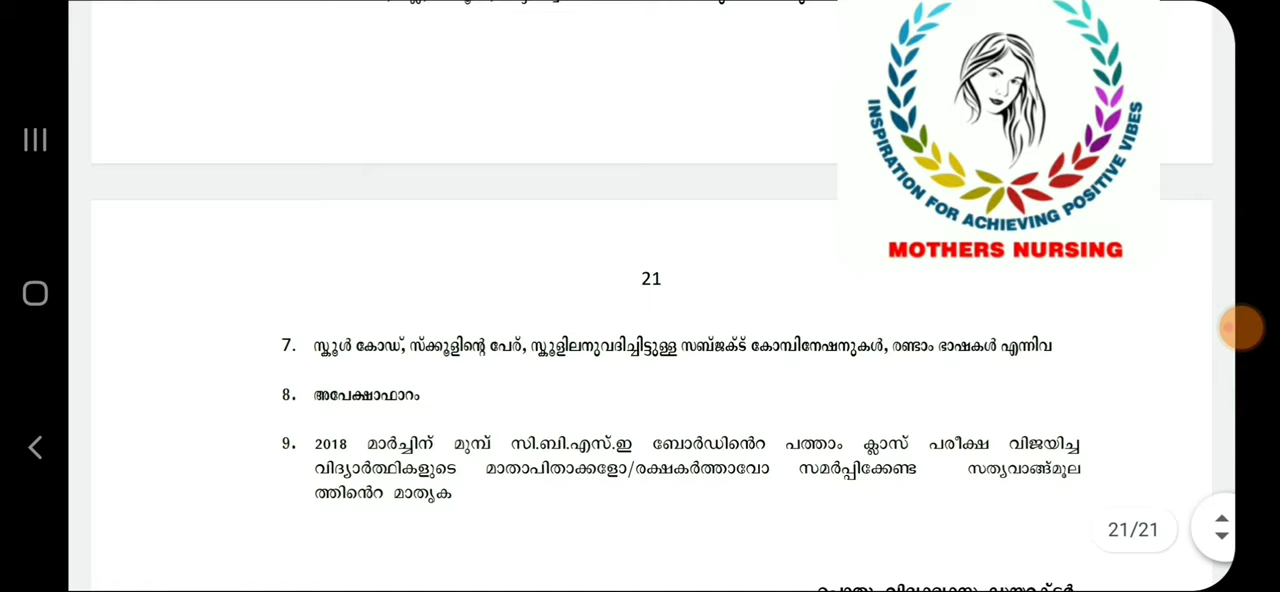 INSPIRATION FOR ACHIEVING POSITIVE VIBES
MOTHERS NURSING
21
7. സ്കൂൾ കോഡ്, സ്ക്കൂളിന്റെ പേര്, സ്കൂളിലനുവദിച്ചിട്ടുള്ള സബ്ജക്ട് കോമ്പിനേഷനുകൾ, രണ്ടാം ഭാഷകൾ എന്നിവ
8. അപേക്ഷാഫാറം
9. 2018 മാർച്ചിന് മുമ്പ് സി.ബി.എസ്.ഇ ബോർഡിൻെറ പത്താം ക്ലാസ് പരീക്ഷ വിജയിച്ച
വിദ്യാർത്ഥികളുടെ മാതാപിതാക്കളോ/രക്ഷകർത്താവോ സമർപ്പിക്കേണ്ട സത്യവാങ്ങ്മൂല
ത്തിൻെറ മാതൃക
21/21